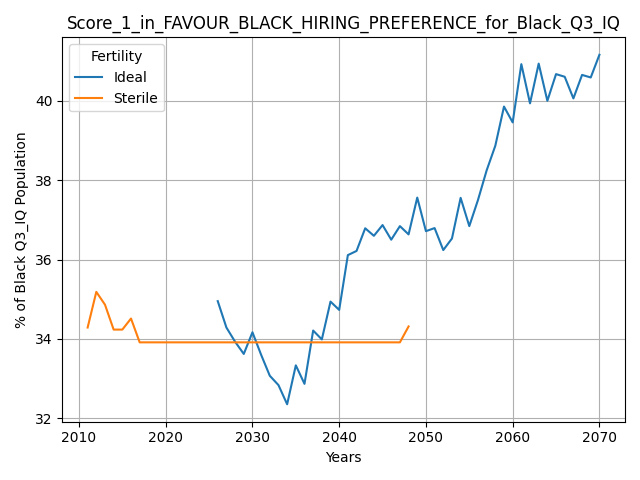 Score_1_in_FAVOUR_BLACK_HIRING_PREFERENCE_for_Black_Q3_IQ
Fertility
Ideal
Sterile
% of Black Q3_IQ Population
40
38
36
34
32
2010
2020
2030
2040
2050
2060
2070
Years